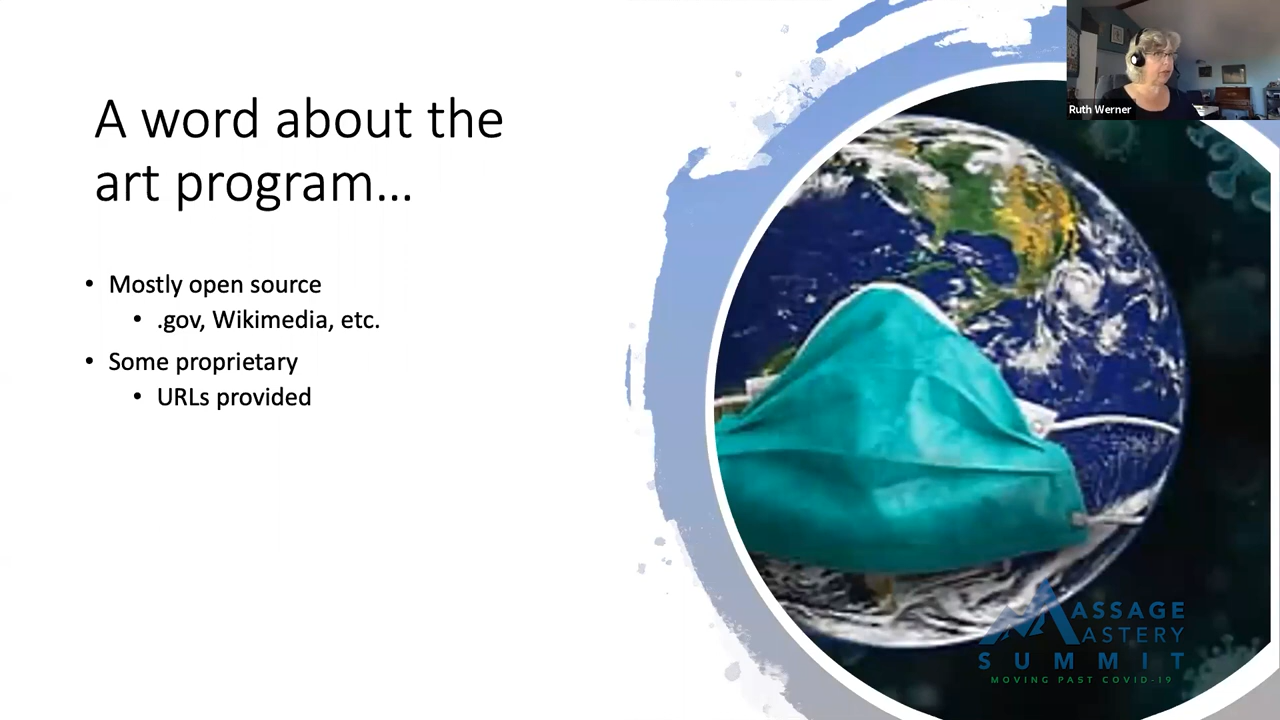 A word about the
art program...
• Mostly open source
• .gov, Wikimedia, etc.
• Some proprietary
• URLs provided
Ruth Werner
MASSAGE
MASTERY
SUMMIT
MOVING PAST COVID-19